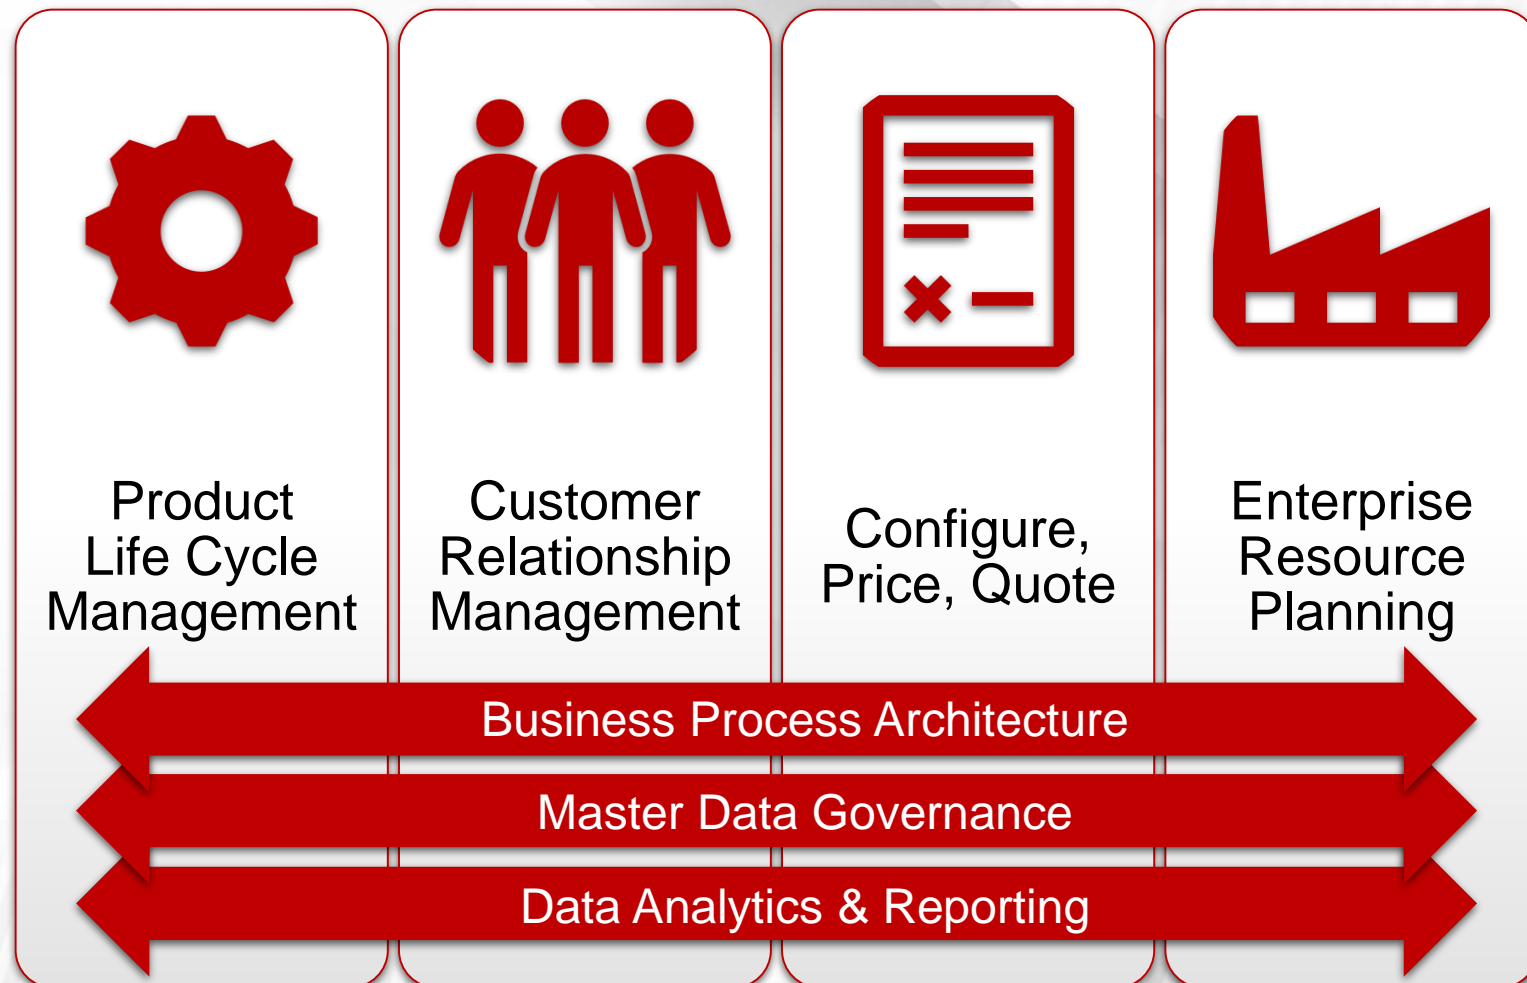 Product
Life Cycle
Management
Customer
Relationship
Management
Configure,
Price, Quote
Enterprise
Resource
Planning
Business Process Architecture
Master Data Governance
Data Analytics & Reporting